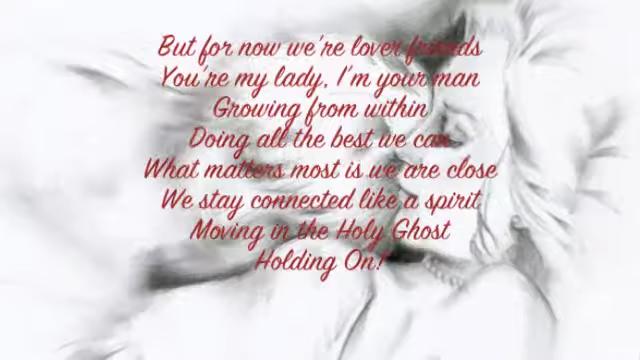 But for now we're lover friends
You're my lady, I'm your man
Growing from within
Doing all the best we can
What matters most is we are close
We stay connected like a spirit
Moving in the Holy Ghost
Holding On!